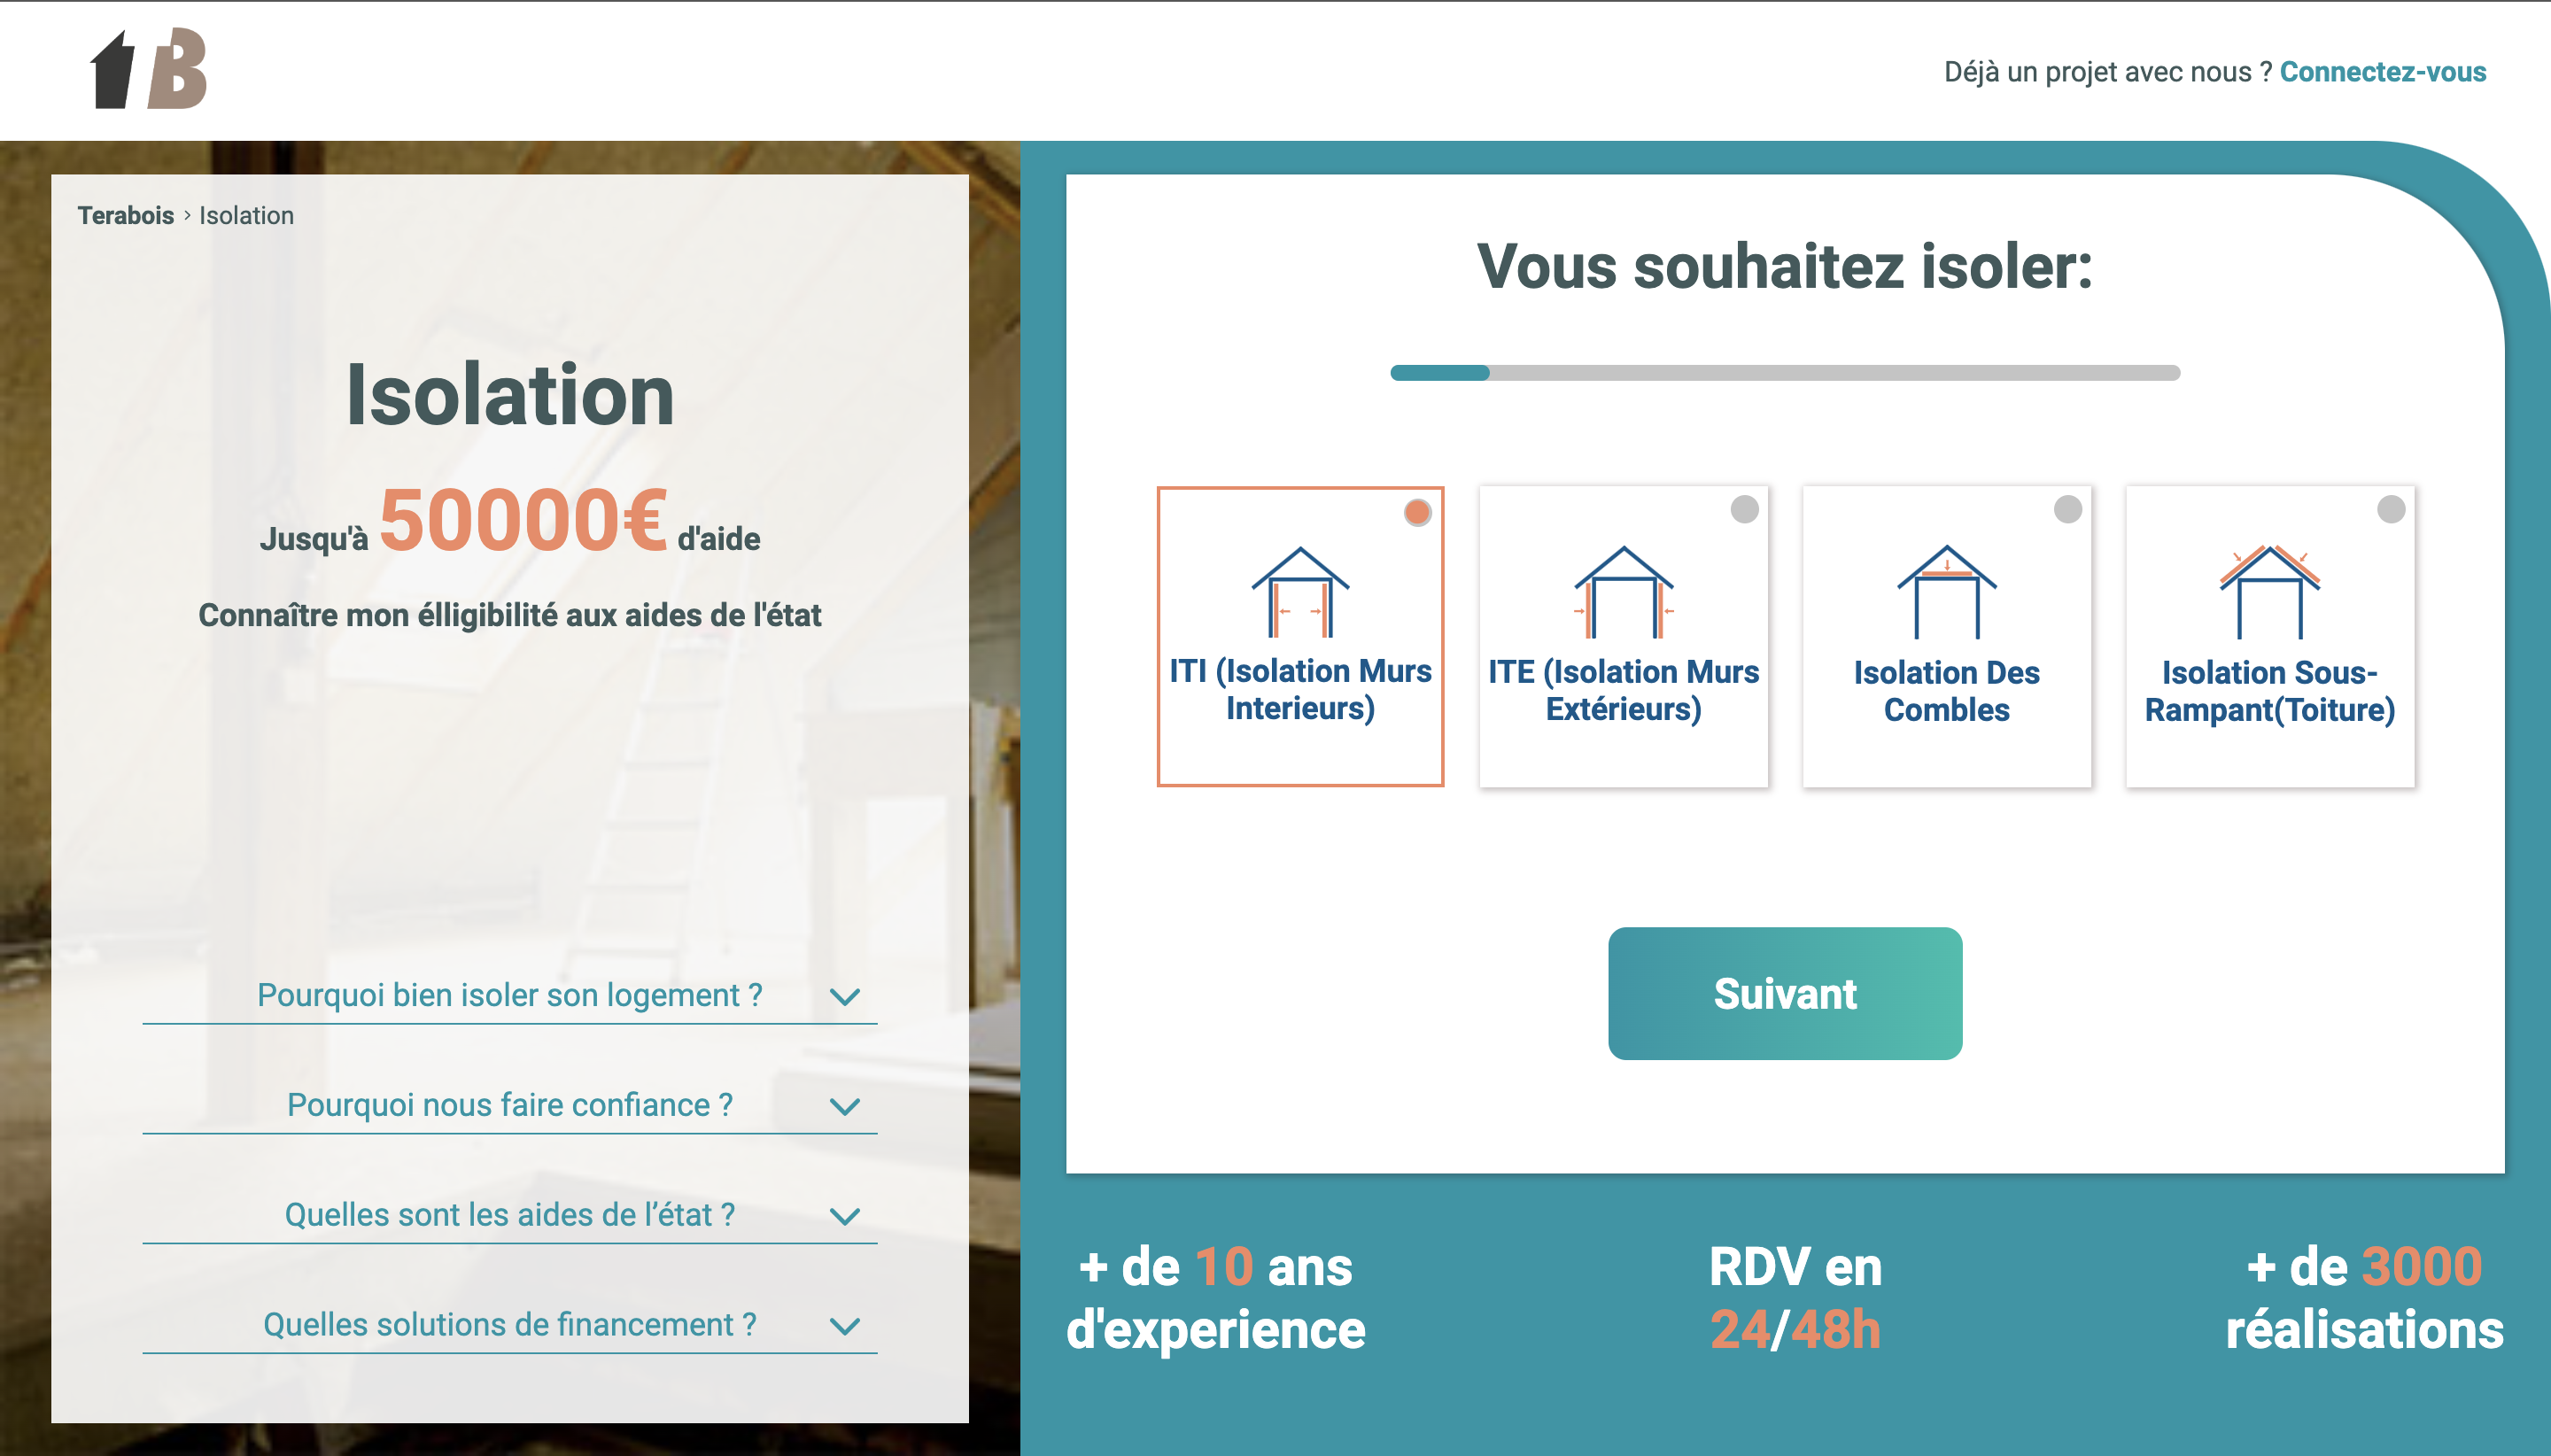 B
Déjà un projet avec nous ? Connectez-vous
Terabois > Isolation
Isolation
Jusqu'à 50000€ d'aide
Connaître mon élligibilité aux aides de l'état
Pourquoi bien isoler son logement ?
Pourquoi nous faire confiance ?
Quelles sont les aides de l’état ?
Quelles solutions de financement ?
Vous souhaitez isoler:
ITI (Isolation Murs
Interieurs)
ITE (Isolation Murs
Extérieurs)
Isolation Des
Combles
Isolation Sous-
Rampant(Toiture)
Suivant
+ de 10 ans
d'experience
RDV en
24/48h
+ de 3000
réalisations